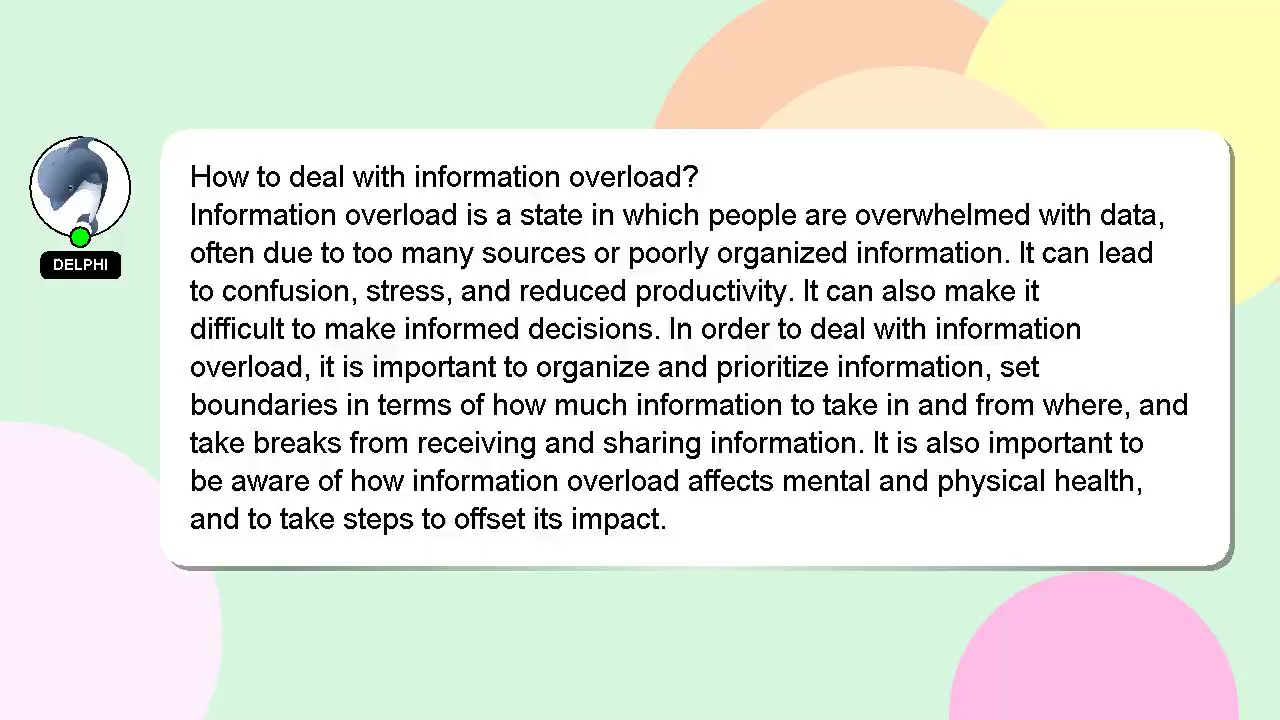 How to deal with information overload?
Information overload is a state in which people are overwhelmed with data,
often due to too many sources or poorly organized information. It can lead
to confusion, stress, and reduced productivity. It can also make it
difficult to make informed decisions. In order to deal with information
overload, it is important to organize and prioritize information, set
boundaries in terms of how much information to take in and from where, and
take breaks from receiving and sharing information. It is also important to
be aware of how information overload affects mental and physical health,
and to take steps to offset its impact.
DELPHI